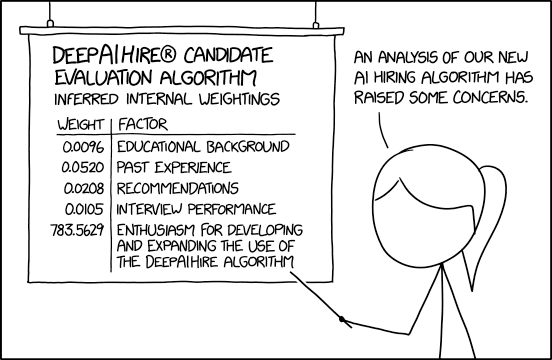 DEEPAIHIRE® CANDIDATE
EVALUATION ALGORITHM
INFERRED INTERNAL WEIGHTINGS
WEIGHT FACTOR
0.0096 EDUCATIONAL BACKGROUND
0.0520 PAST EXPERIENCE
0.0208 RECOMMENDATIONS
0.0105 INTERVIEW PERFORMANCE
783.5629 ENTHUSIASM FOR DEVELOPING
AND EXPANDING THE USE OF
THE DEEPAIHIRE ALGORITHM
AN ANALYSIS OF OUR NEW
AI HIRING ALGORITHM HAS
RAISED SOME CONCERNS.